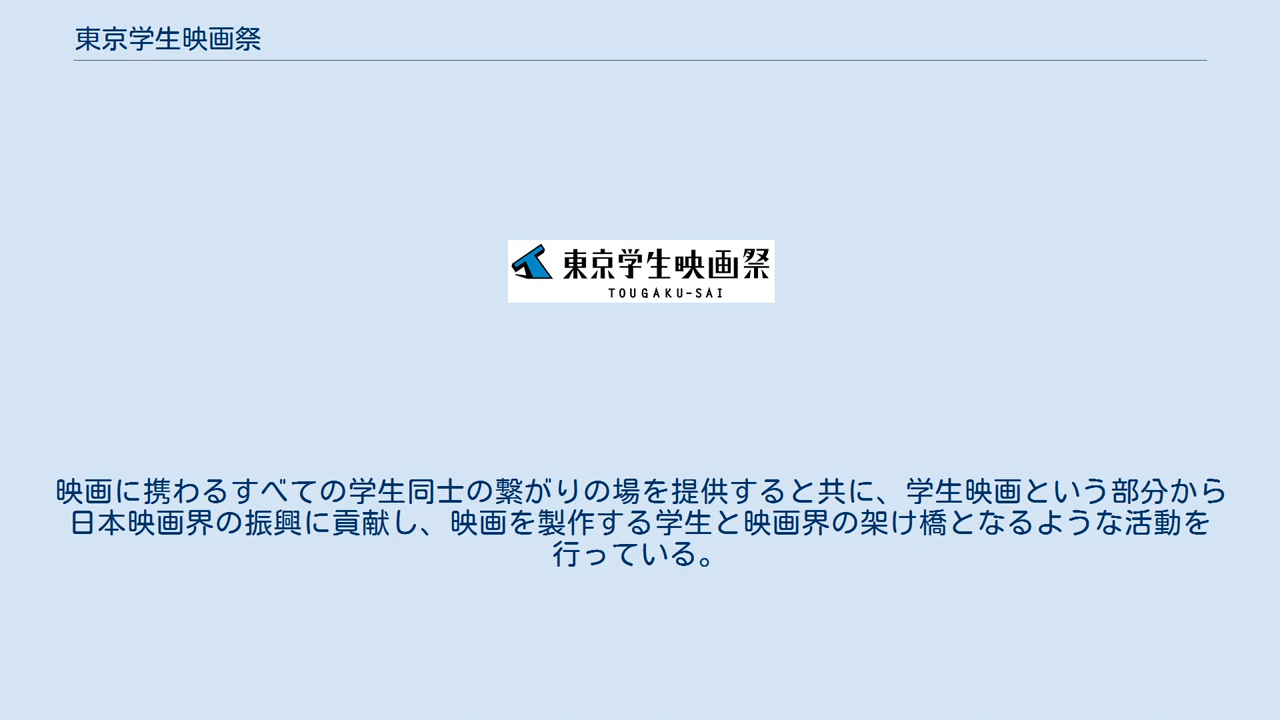 東京学生映画祭
東京学生映画祭
TOUGAKU-SAI
映画に携わるすべての学生同士の繋がりの場を提供すると共に、学生映画という部分から
日本映画界の振興に貢献し、映画を製作する学生と映画界の架け橋となるような活動を
行っている。